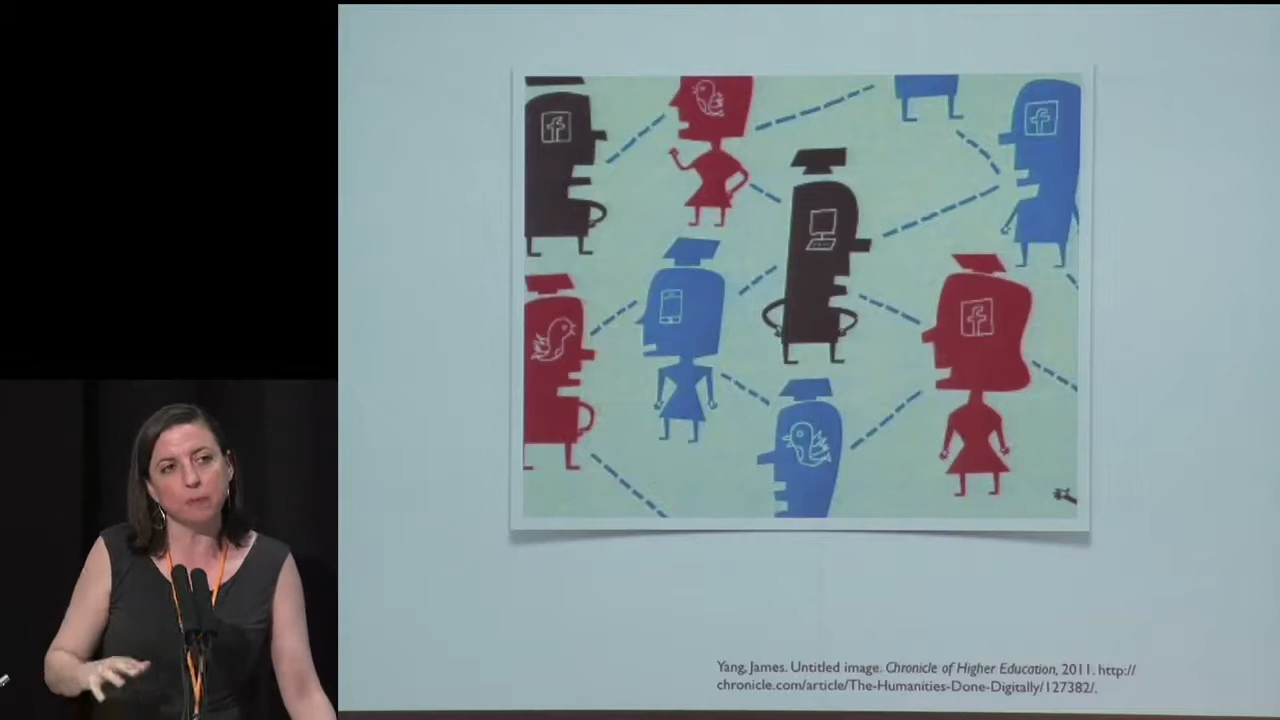 f
f
f
Yang, James. Untitled image. Chronicle of Higher Education, 2011. http://
chronicle.com/article/The-Humanities-Done-Digitally/127382/.